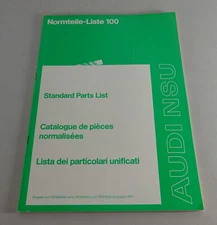 Normteile-Liste 100
Standard Parts List
Catalogue de pièces
normalisées
Lista dei particolari unificati
AUDI NSU